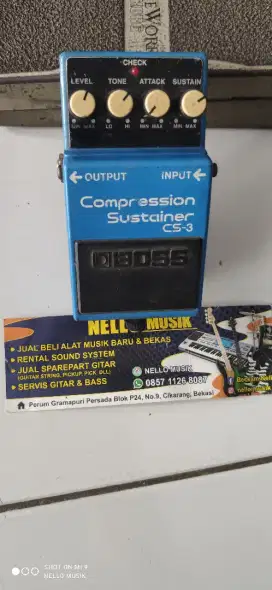 CHECK
LEVEL TONE ATTACK SUSTAIN
MIN MAX LO HI MIN MAX MIN MAX
OUTPUT INPUT
Compression
Sustainer
CS-3
BOSS
NELLO MUSIK
JUAL BELI ALAT MUSIK BARU & BEKAS
RENTAL SOUND SYSTEM
JUAL SPAREPART GITAR
(GUITAR STRING, PICKUP, PICK DLL)
SERVIS GITAR & BASS
NELLO MUSIK
0857 1126 8087
Perum Gramapuri Persada Blok P24, No.9, Cikarang, Bekasi
SHOT ON MI 9
NELLO MUSIK